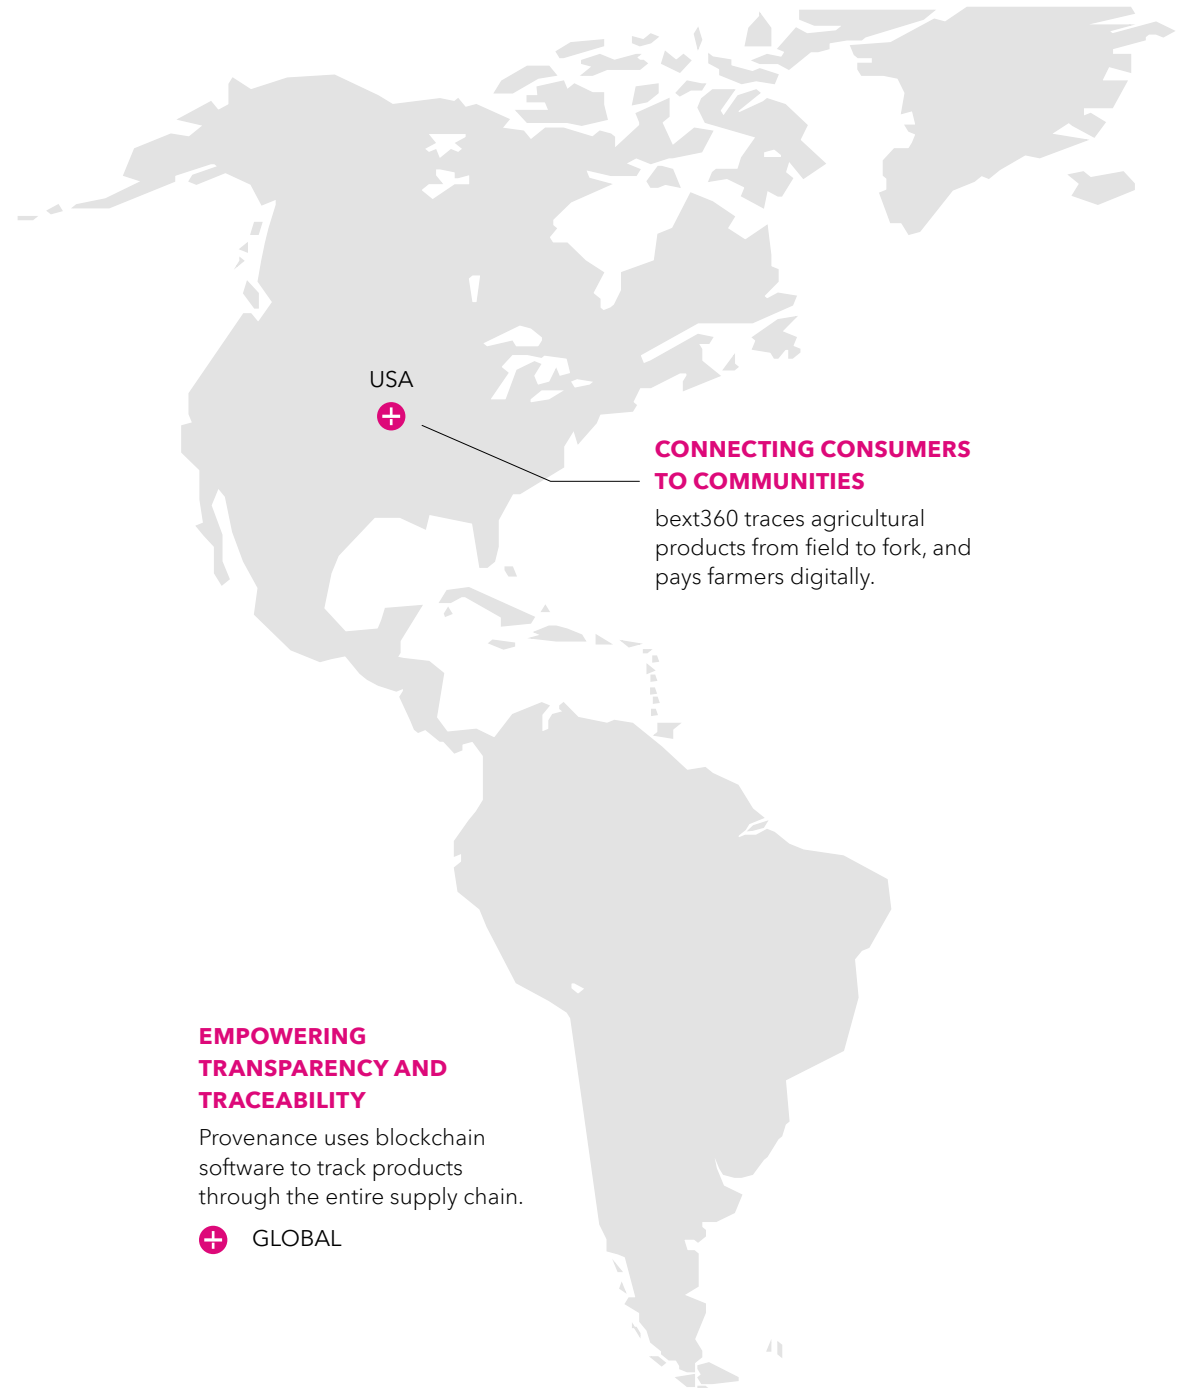 USA
CONNECTING CONSUMERS
TO COMMUNITIES
bext360 traces agricultural
products from field to fork, and
pays farmers digitally.
EMPOWERING
TRANSPARENCY AND
TRACEABILITY
Provenance uses blockchain
software to track products
through the entire supply chain.
GLOBAL